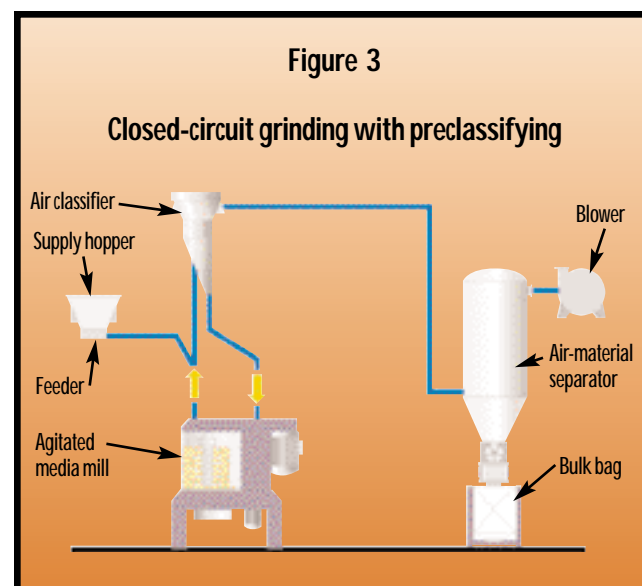 Figure 3
Closed-circuit grinding with preclassifying
Air classifier
Supply hopper
Blower
Feeder
Air-material
separator
Agitated
media mill
Bulk bag